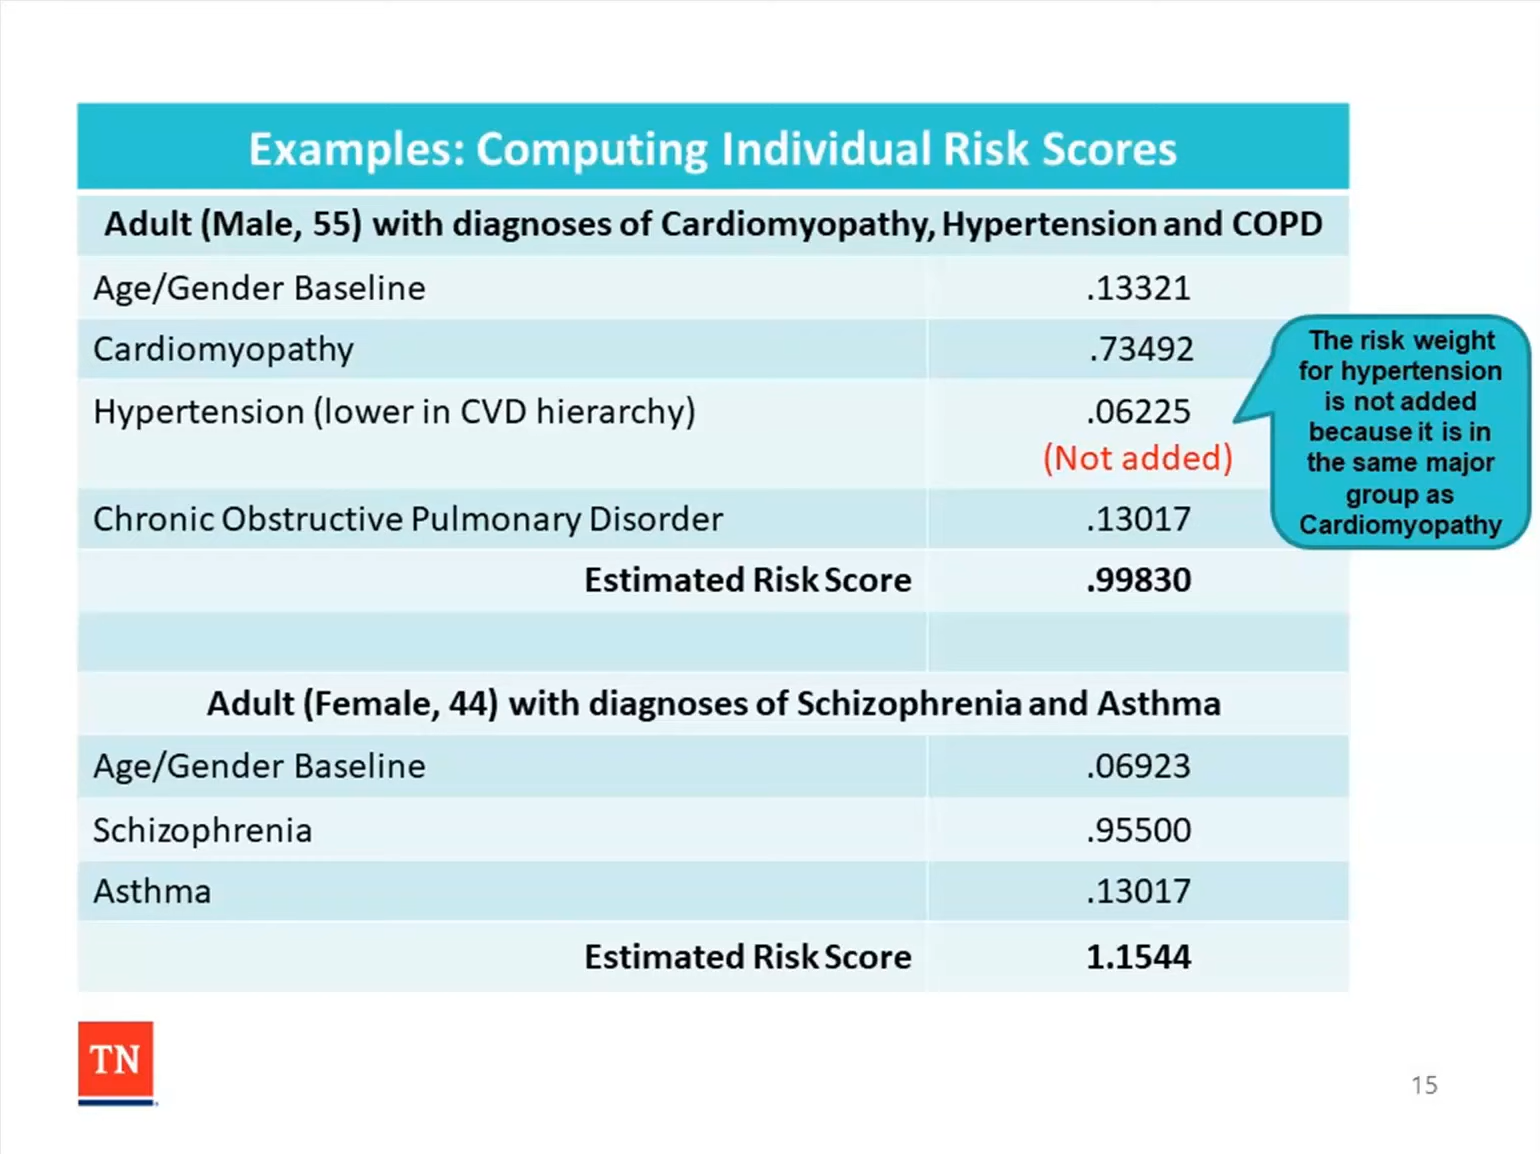 Examples: Computing Individual Risk Scores
Adult (Male, 55) with diagnoses of Cardiomyopathy, Hypertension and COPD
Age/Gender Baseline .13321
Cardiomyopathy .73492
Hypertension (lower in CVD hierarchy) .06225
(Not added)
The risk weight
for hypertension
is not added
because it is in
the same major
group as
Cardiomyopathy
Chronic Obstructive Pulmonary Disorder .13017
Estimated Risk Score .99830
Adult (Female, 44) with diagnoses of Schizophrenia and Asthma
Age/Gender Baseline .06923
Schizophrenia .95500
Asthma .13017
Estimated Risk Score 1.1544
TN
15